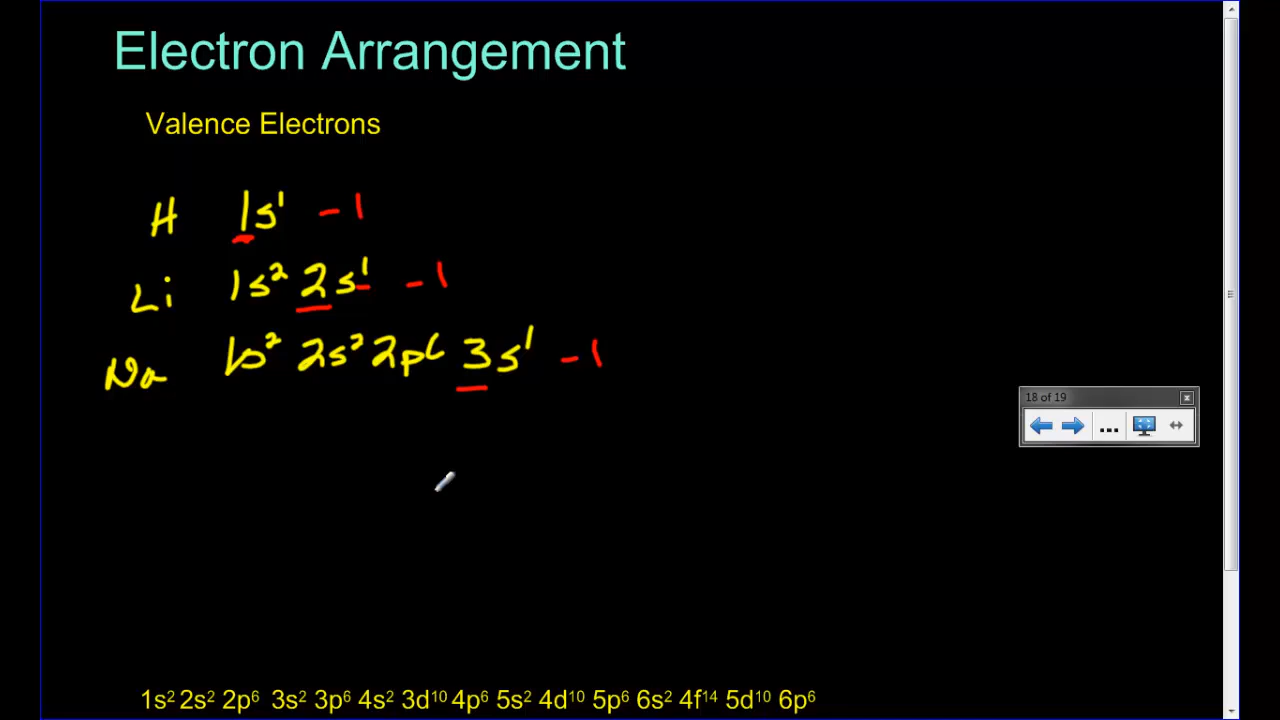 Electron Arrangement
Valence Electrons
H 1s¹ - 1
Li 1s² 2s¹ - 1
Na 1s² 2s² 2p⁶ 3s¹ - 1
18 of 19
...
1s² 2s² 2p⁶ 3s² 3p⁶ 4s² 3d¹⁰ 4p⁶ 5s² 4d¹⁰ 5p⁶ 6s² 4f¹⁴ 5d¹⁰ 6p⁶